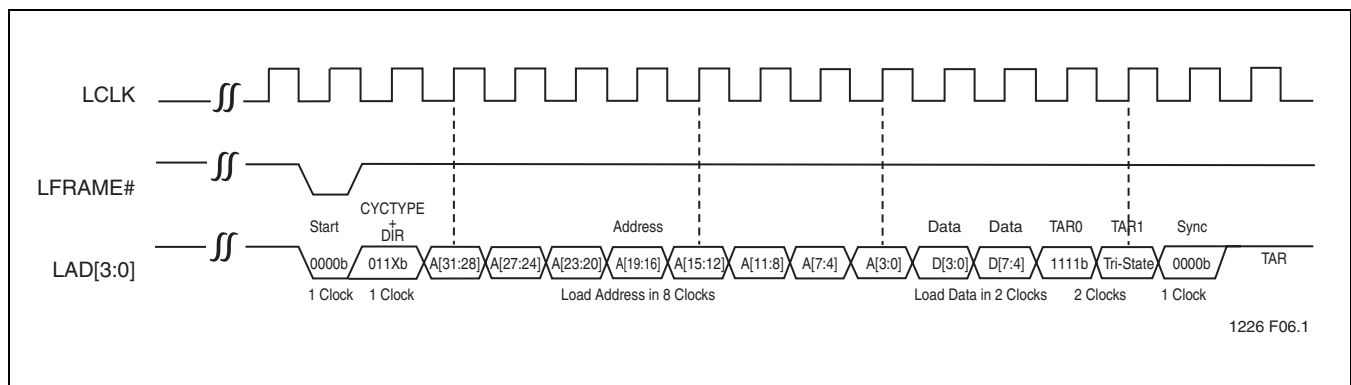 LCLK
LFRAME#
CYCTYPE
+
DIR
Start
Address
Data Data TAR0 TAR1 Sync
LAD[3:0]
0000b 011Xb A[31:28] A[27:24] A[23:20] A[19:16] A[15:12] A[11:8] A[7:4] A[3:0] D[3:0] D[7:4] 1111b Tri-State 0000b TAR
1 Clock 1 Clock Load Address in 8 Clocks Load Data in 2 Clocks 2 Clocks 1 Clock
1226 F06.1